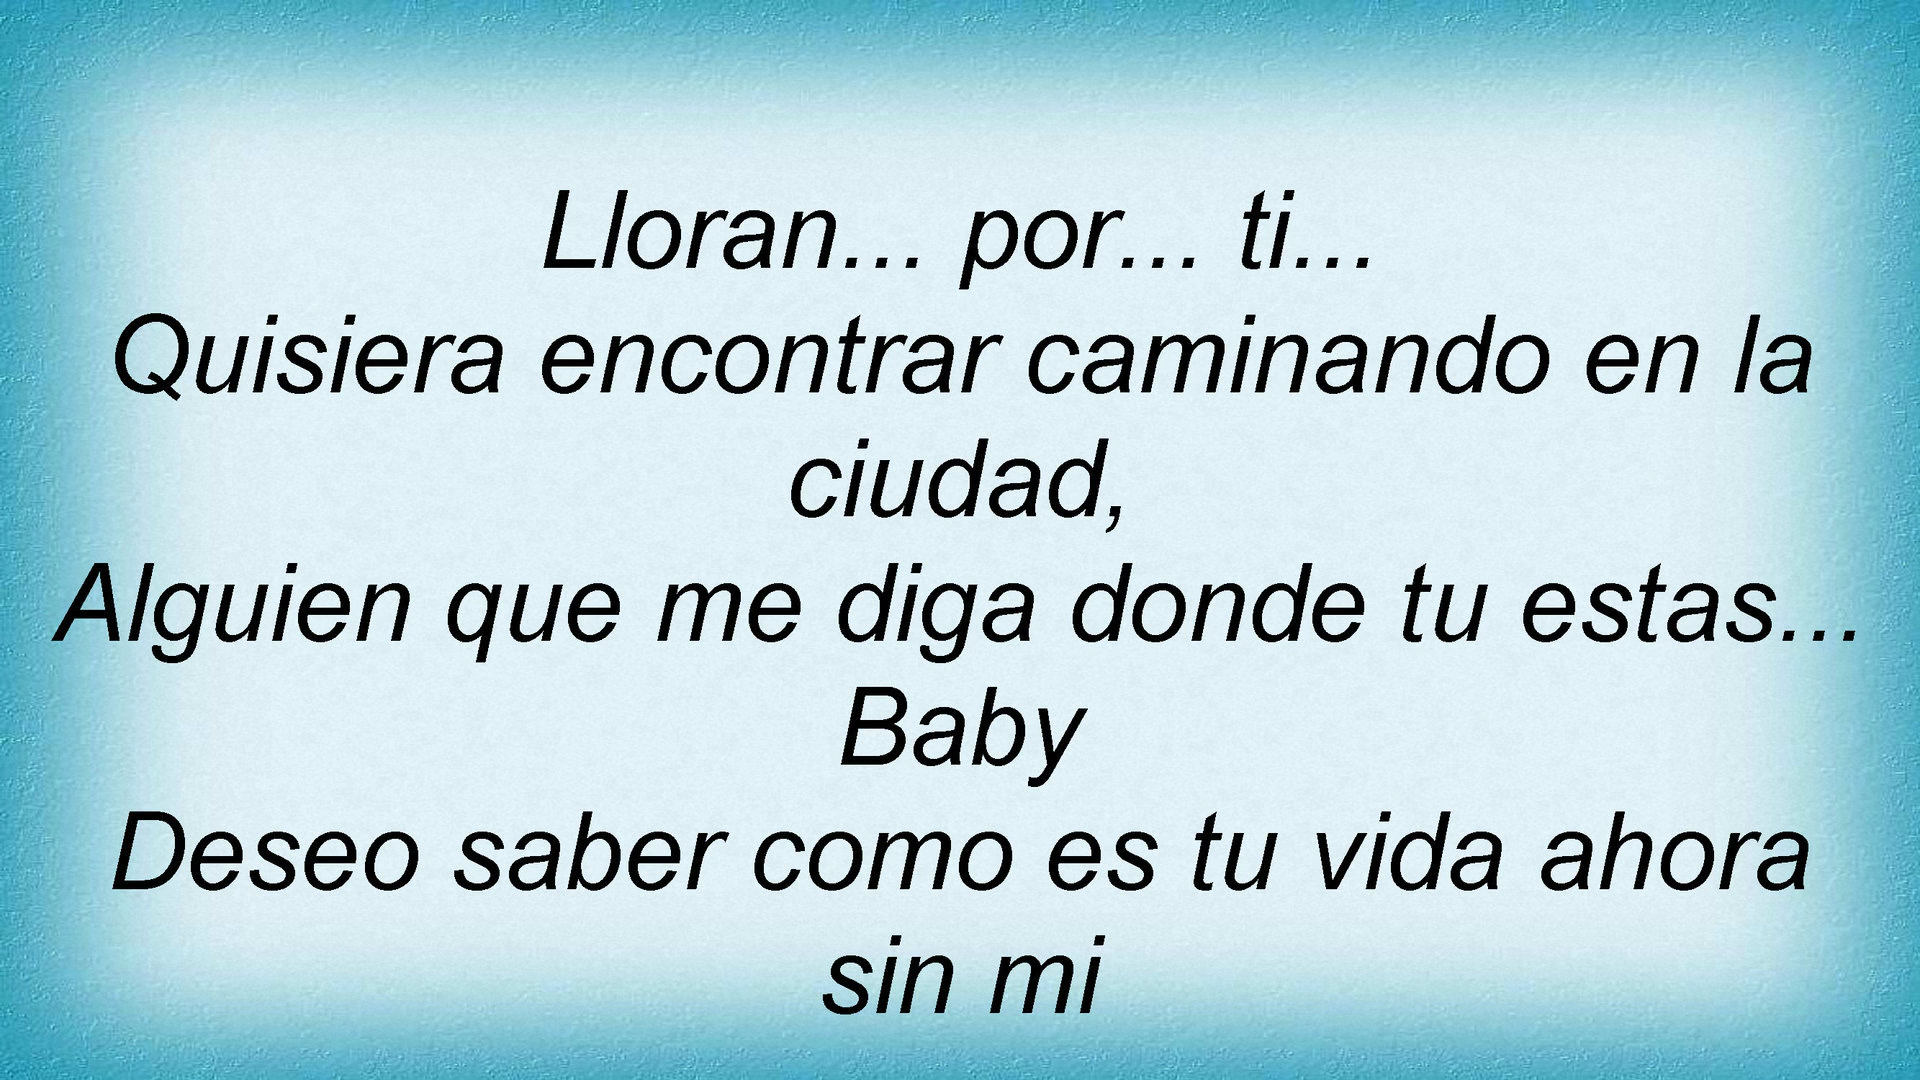 Lloran... por... ti...
Quisiera encontrar caminando en la
ciudad,
Alguien que me diga donde tu estas...
Baby
Deseo saber como es tu vida ahora
sin mi